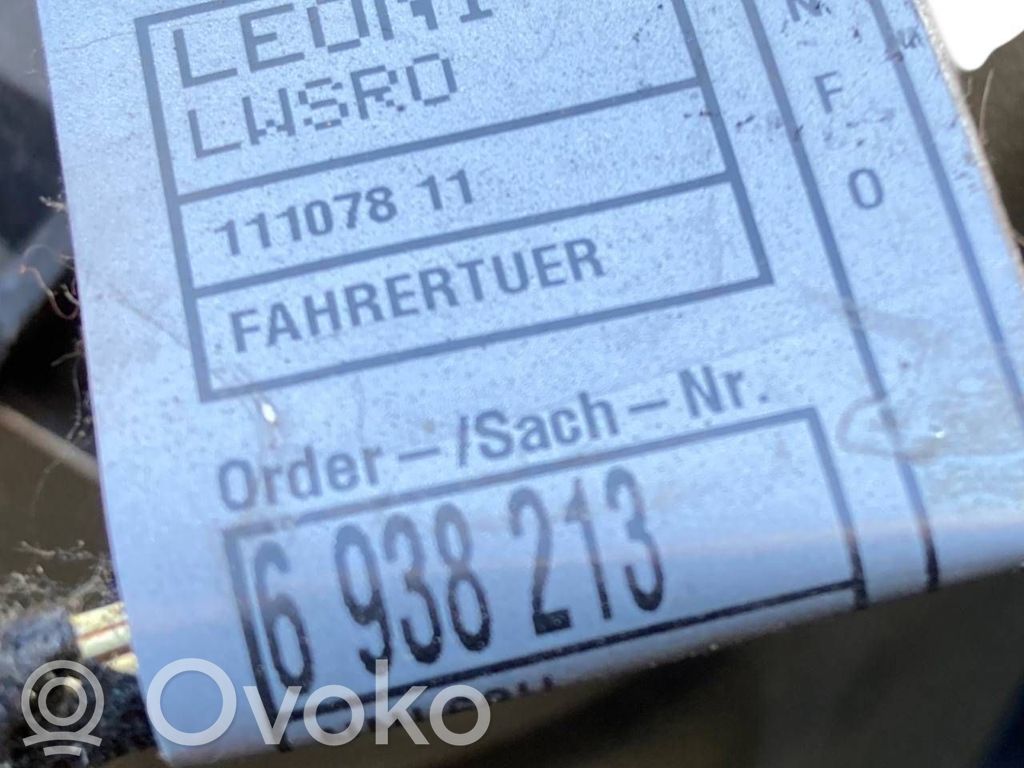 LEONI
LWSRO
111078 11
FAHRERTUER
Order-/Sach-Nr.
6 938 213
N
F
O
Ovoko